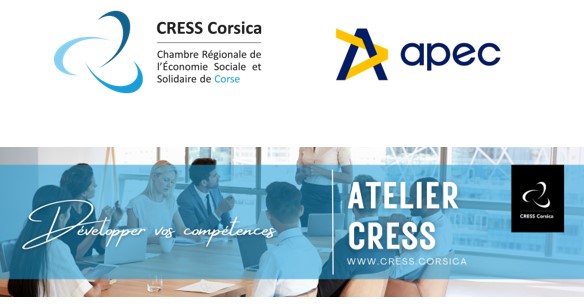 CRESS Corsica
Chambre Régionale de
l'Économie Sociale et
Solidaire de Corse
apec
Développer vos compétences
ATELIER
CRESS
WWW.CRESS.CORSICA
CRESS Corsica